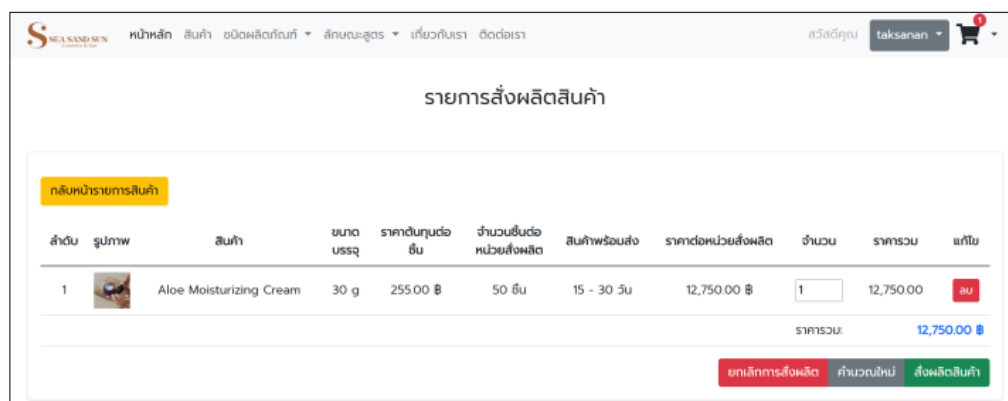 SEA SAND SUN
หน้าหลัก สินค้า ชนิดผลิตภัณฑ์ ลักษณะสูตร เกี่ยวกับเรา ติดต่อเรา สวัสดีคุณ taksanan 1
รายการสั่งผลิตสินค้า
กลับหน้ารายการสินค้า
ลำดับ รูปภาพ สินค้า ขนาดบรรจุ ราคาต้นทุนต่อชิ้น จำนวนชิ้นต่อหน่วยสั่งผลิต สินค้าพร้อมส่ง ราคาต่อหน่วยสั่งผลิต จำนวน ราคารวม แก้ไข
1 Aloe Moisturizing Cream 30 g 255.00 ฿ 50 ชิ้น 15 - 30 วัน 12,750.00 ฿ 1 12,750.00 ลบ
ราคารวม: 12,750.00 ฿
ยกเลิกการสั่งผลิต คำนวณใหม่ สั่งผลิตสินค้า